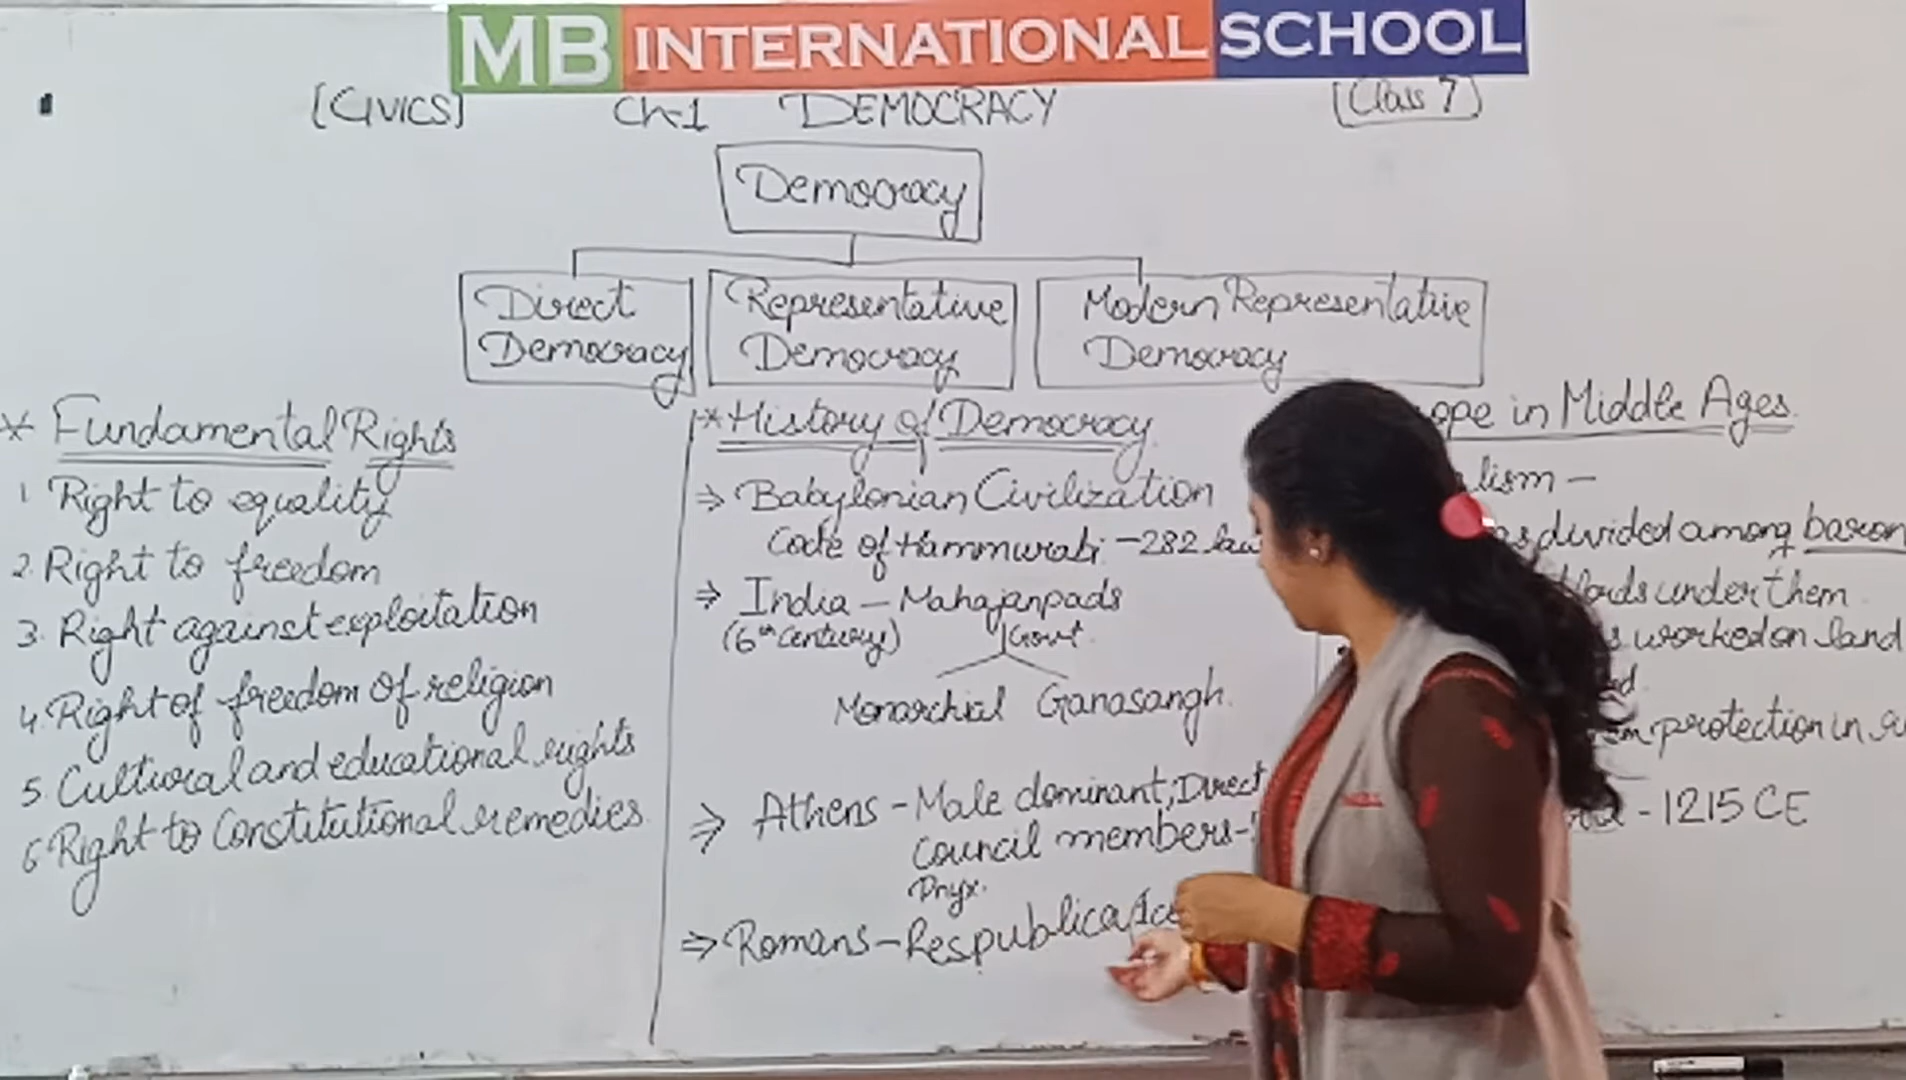 MB INTERNATIONAL SCHOOL
[CIVICS] Ch-1 DEMOCRACY [Class 7]
Democracy
Direct
Democracy
Representative
Democracy
Modern Representative
Democracy
* Fundamental Rights
1 Right to equality
2. Right to freedom
3. Right against exploitation
4. Right of freedom of religion
5. Cultural and educational rights
6 Right to Constitutional remedies
* History of Democracy
⇒ Babylonian Civilization
Code of Hammurabi - 282 law
⇒ India - Mahajanpads
(6th Century) Govt.
Monarchial Ganasangh.
⇒ Athens - Male dominant, Direct
Council members -
Pnyx.
⇒ Romans - Respublica
ope in Middle Ages.
lism -
as divided among baron
lords under them
s worked on land
protection in
- 1215 CE